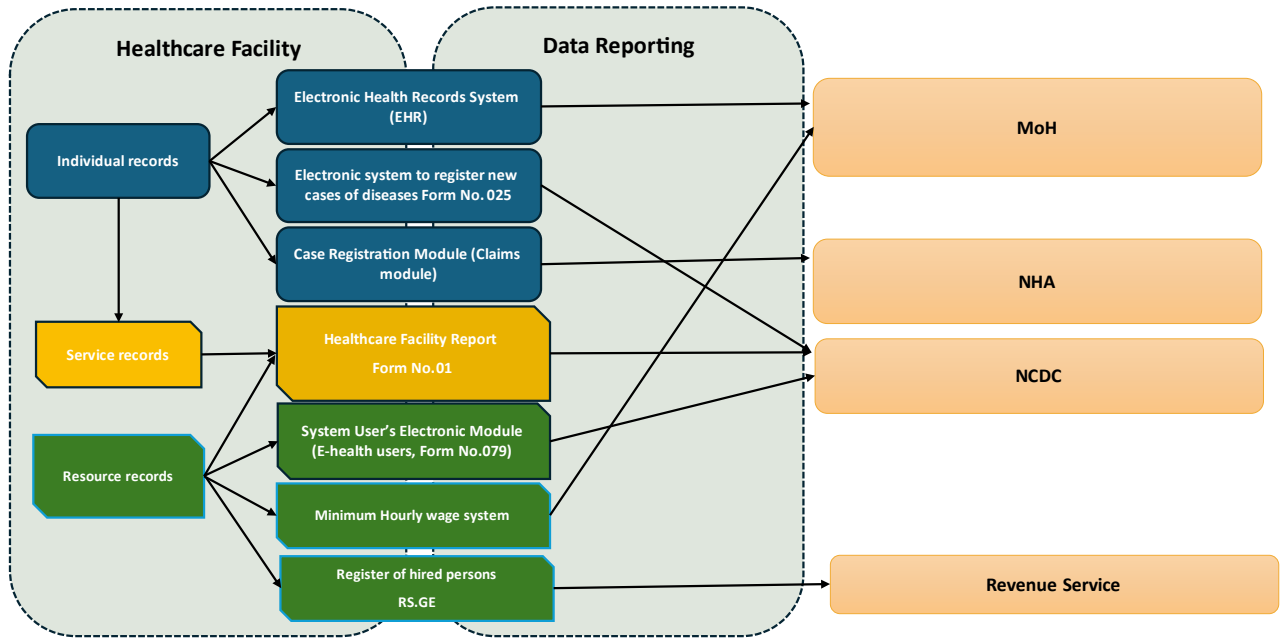 Healthcare Facility
Data Reporting
Individual records
Service records
Resource records
Electronic Health Records System
(EHR)
Electronic system to register new
cases of diseases Form No. 025
Case Registration Module (Claims
module)
Healthcare Facility Report
Form No.01
System User's Electronic Module
(E-health users, Form No.079)
Minimum Hourly wage system
Register of hired persons
RS.GE
MoH
NHA
NCDC
Revenue Service